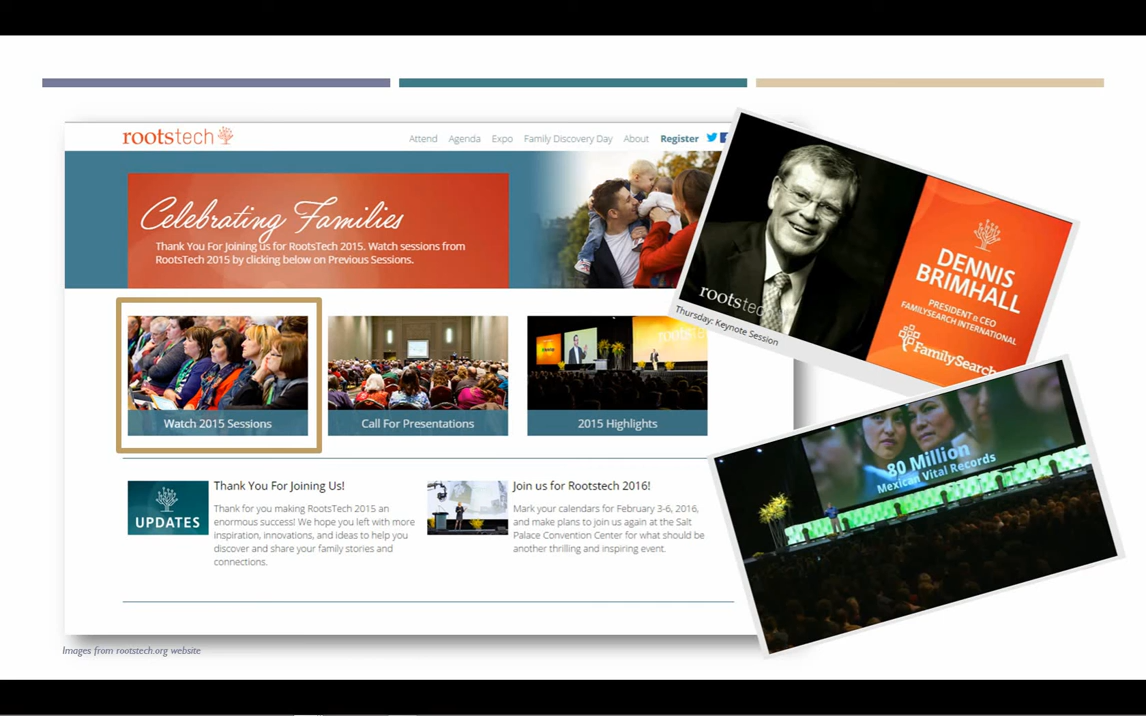 rootstech
Attend Agenda Expo Family Discovery Day About Register
Celebrating Families
Thank You For Joining us for RootsTech 2015. Watch sessions from
RootsTech 2015 by clicking below on Previous Sessions.
Watch 2015 Sessions
Call For Presentations
2015 Highlights
UPDATES
Thank You For Joining Us!
Thank you for making RootsTech 2015 an
enormous success! We hope you left with more
inspiration, innovations, and ideas to help you
discover and share your family stories and
connections.
Join us for Rootstech 2016!
Mark your calendars for February 3-6, 2016,
and make plans to join us again at the Salt
Palace Convention Center for what should be
another thrilling and inspiring event.
rootstech
Thursday: Keynote Session
DENNIS
BRIMHALL
PRESIDENT & CEO
FAMILYSEARCH INTERNATIONAL
FamilySearch
80 Million
Mexican Vital Records
Images from rootstech.org website